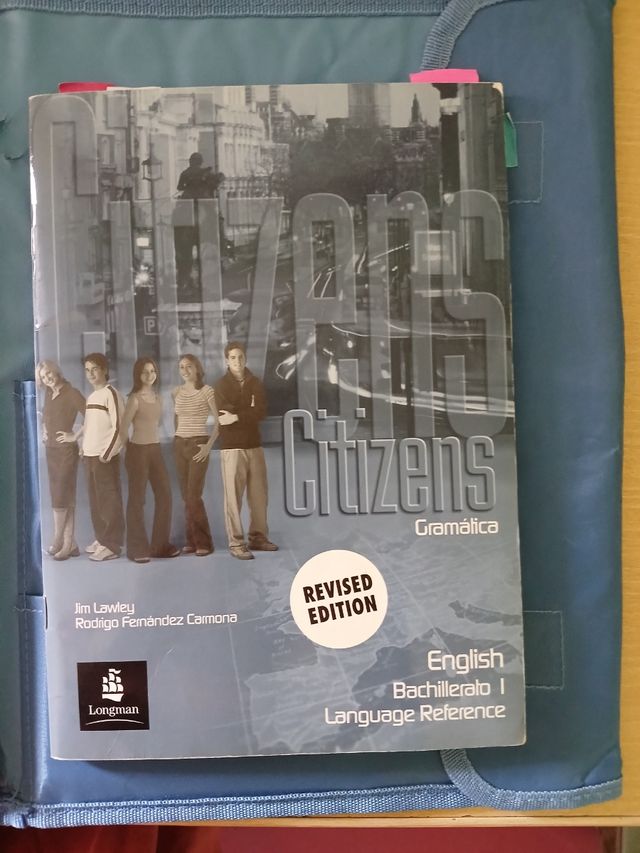 Citizens
Citizens
Gramática
REVISED
EDITION
Jim Lawley
Rodrigo Fernández Carmona
English
Bachillerato 1
Language Reference
Longman
P